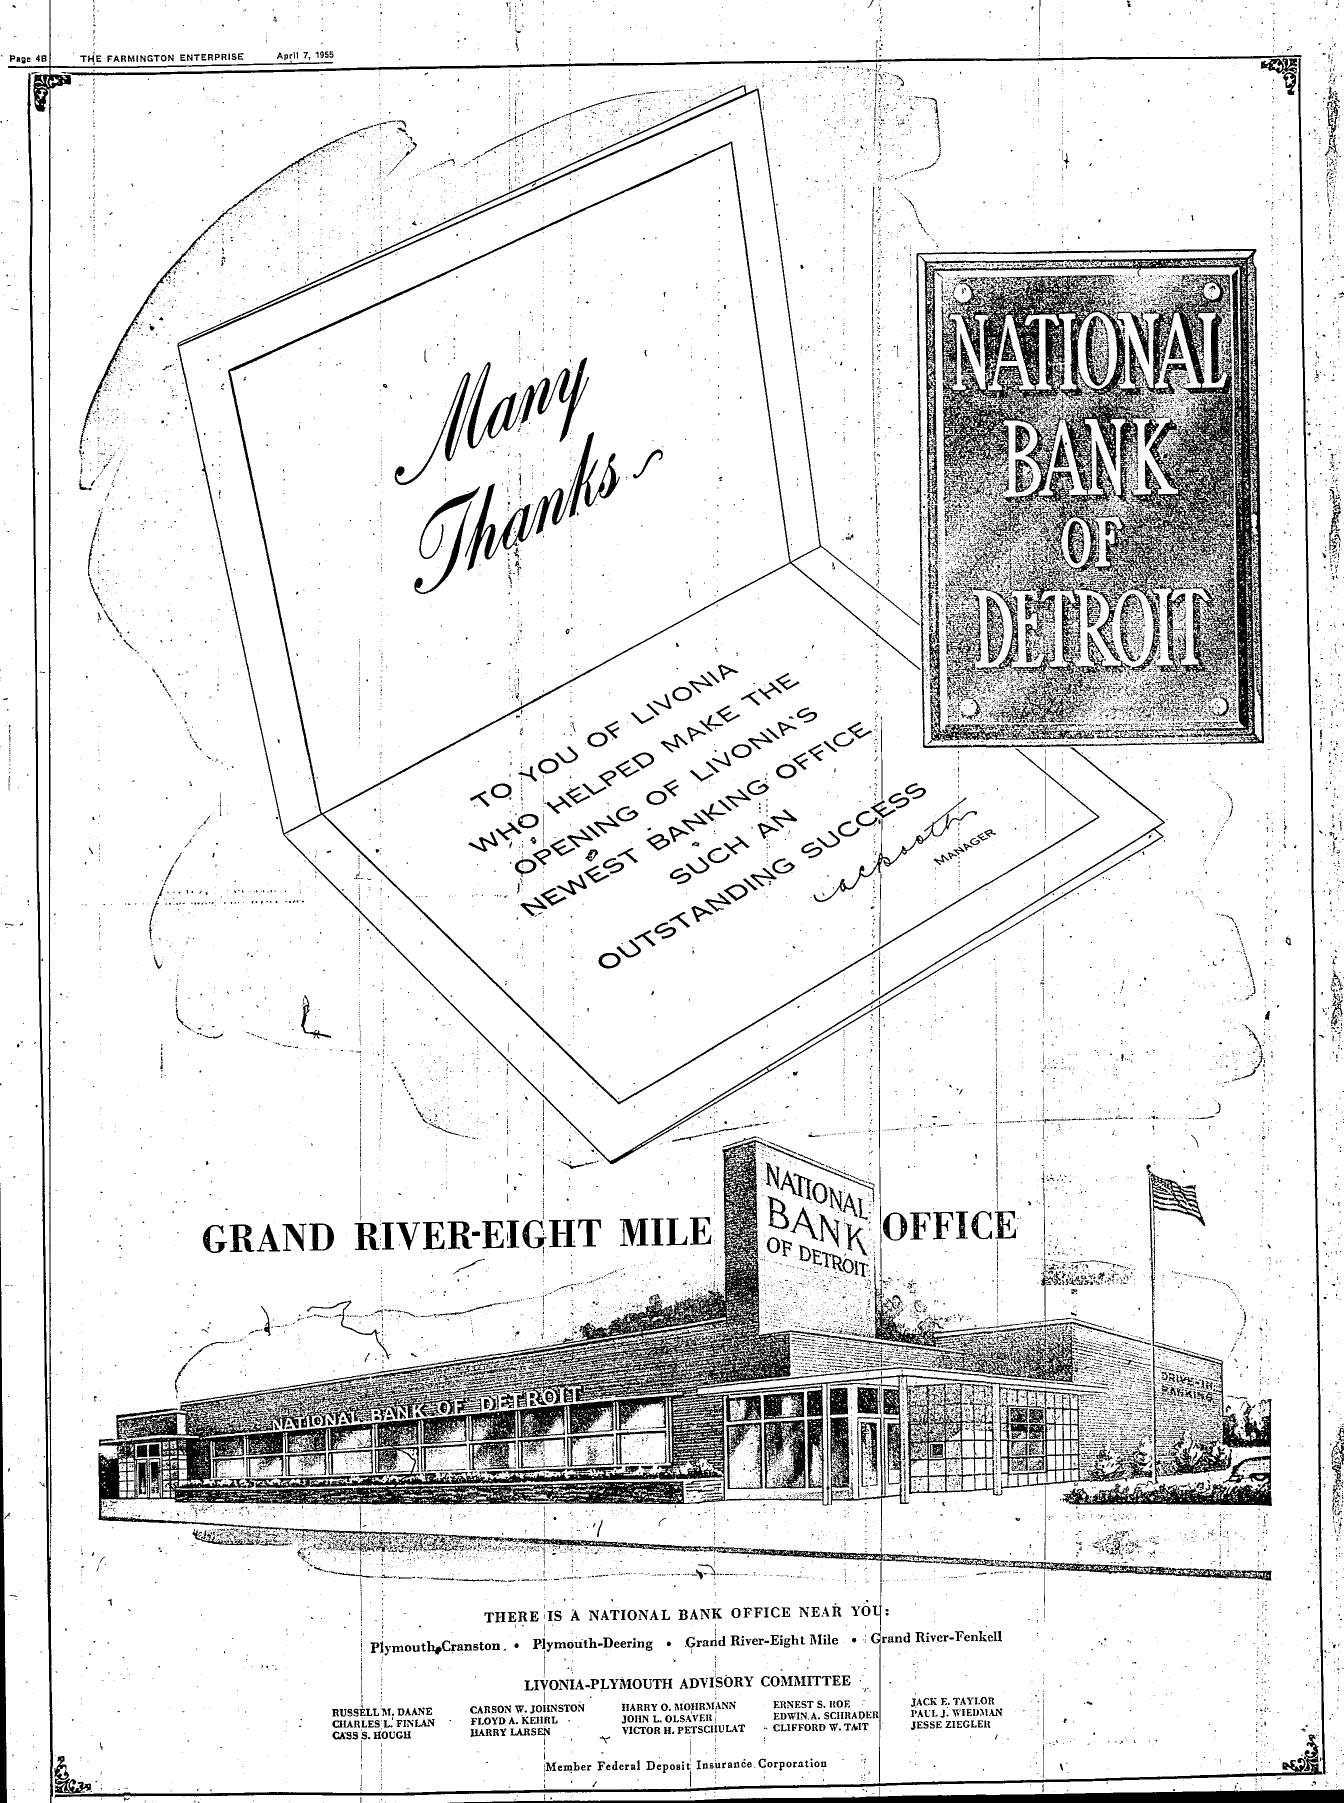 Page 4B THE FARMINGTON ENTERPRISE April 7, 1955
Many
Thanks
NATIONAL
BANK
OF
DETROIT
TO YOU OF LIVONIA
WHO HELPED MAKE THE
OPENING OF LIVONIA'S
NEWEST BANKING OFFICE
SUCH AN
OUTSTANDING SUCCESS
MANAGER
GRAND RIVER-EIGHT MILE OFFICE
NATIONAL
BANK
OF DETROIT
NATIONAL BANK OF DETROIT
DRIVE-IN
PARKING
THERE IS A NATIONAL BANK OFFICE NEAR YOU:
Plymouth-Cranston • Plymouth-Deering • Grand River-Eight Mile • Grand River-Fenkell
LIVONIA-PLYMOUTH ADVISORY COMMITTEE
RUSSELL M. DAANE
CHARLES L. FINLAN
CASS S. HOUGH
CARSON W. JOHNSTON
FLOYD A. KEHRL
HARRY LARSEN
HARRY O. MOHRMANN
JOHN L. OLSAVER
VICTOR H. PETSCHULAT
ERNEST S. ROE
EDWIN A. SCHRADER
CLIFFORD W. TAIT
JACK E. TAYLOR
PAUL J. WIEDMAN
JESSE ZIEGLER
Member Federal Deposit Insurance Corporation